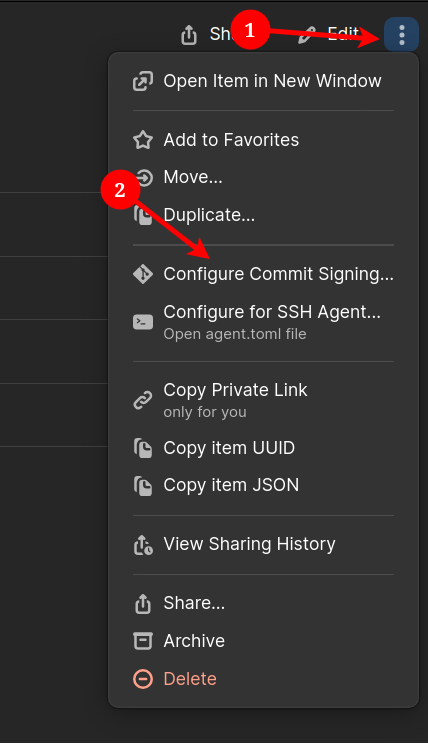 1
Edit
Open Item in New Window
Add to Favorites
2
Move...
Duplicate...
Configure Commit Signing...
Configure for SSH Agent...
Open agent.toml file
Copy Private Link
only for you
Copy item UUID
Copy item JSON
View Sharing History
Share...
Archive
Delete